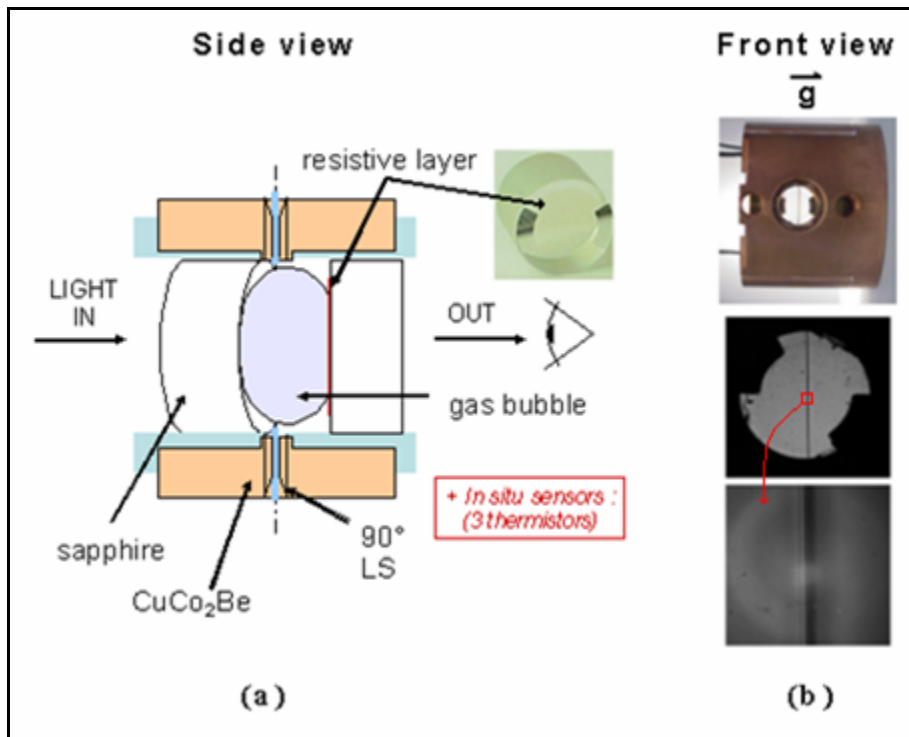 Side view
Front view
g
resistive layer
LIGHT
IN
OUT
gas bubble
+ In situ sensors :
(3 thermistors)
90°
LS
sapphire
CuCo₂Be
(a)
(b)